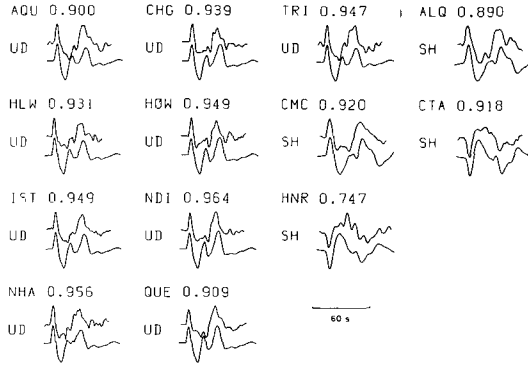 AQU 0.900
UD
CHG 0.939
UD
TRI 0.947
UD
ALQ 0.890
SH
HLW 0.931
UD
HOW 0.949
UD
CMC 0.920
SH
CTA 0.918
SH
IST 0.949
UD
NDI 0.964
UD
HNR 0.747
SH
NHA 0.956
UD
QUE 0.909
UD
60 s